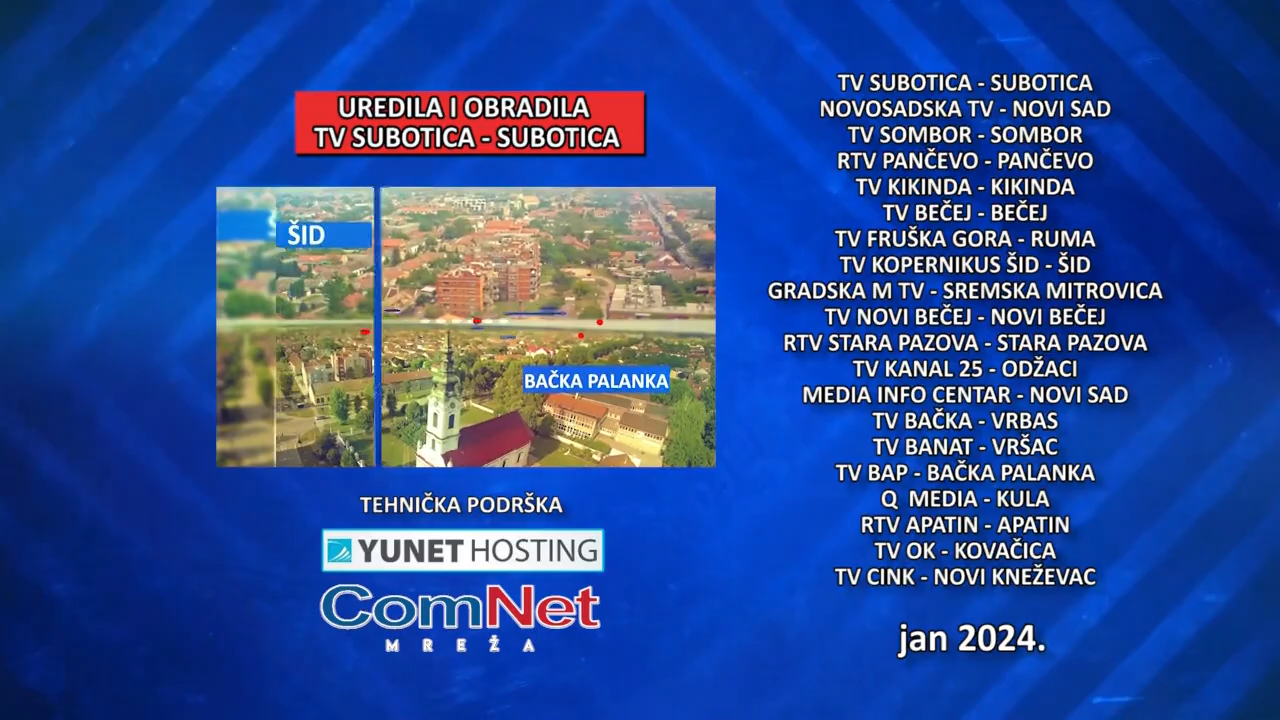 UREDILA I OBRADILA
TV SUBOTICA - SUBOTICA
ŠID
BAČKA PALANKA
TEHNIČKA PODRŠKA
YUNET HOSTING
ComNet
MREŽA
TV SUBOTICA - SUBOTICA
NOVOSADSKA TV - NOVI SAD
TV SOMBOR - SOMBOR
RTV PANČEVO - PANČEVO
TV KIKINDA - KIKINDA
TV BEČEJ - BEČEJ
TV FRUŠKA GORA - RUMA
TV KOPERNIKUS ŠID - ŠID
GRADSKA M TV - SREMSKA MITROVICA
TV NOVI BEČEJ - NOVI BEČEJ
RTV STARA PAZOVA - STARA PAZOVA
TV KANAL 25 - ODŽACI
MEDIA INFO CENTAR - NOVI SAD
TV BAČKA - VRBAS
TV BANAT - VRŠAC
TV BAP - BAČKA PALANKA
Q MEDIA - KULA
RTV APATIN - APATIN
TV OK - KOVAČICA
TV CINK - NOVI KNEŽEVAC
jan 2024.